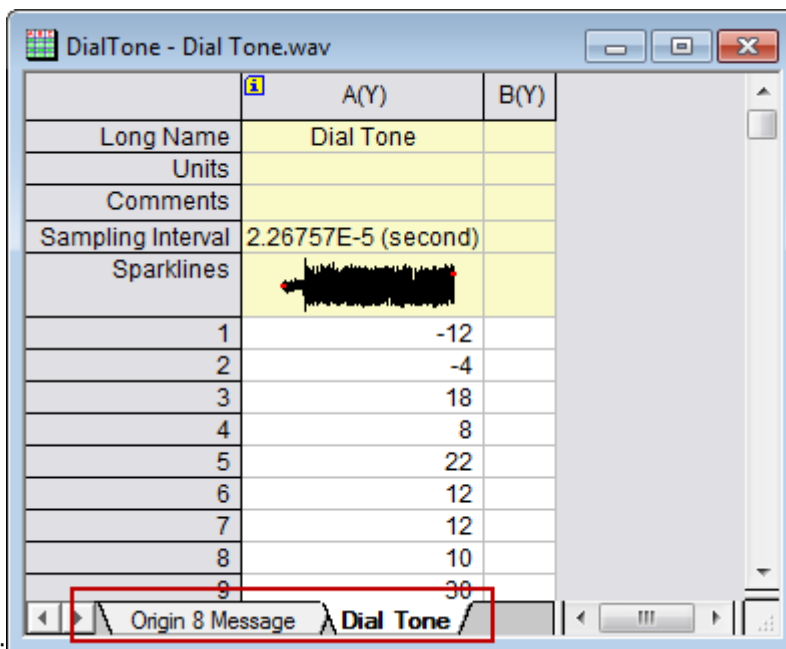 DialTone - Dial Tone.wav
A(Y) B(Y)
Long Name Dial Tone
Units
Comments
Sampling Interval 2.26757E-5 (second)
Sparklines
1 -12
2 -4
3 18
4 8
5 22
6 12
7 12
8 10
9 30
Origin 8 Message Dial Tone
.